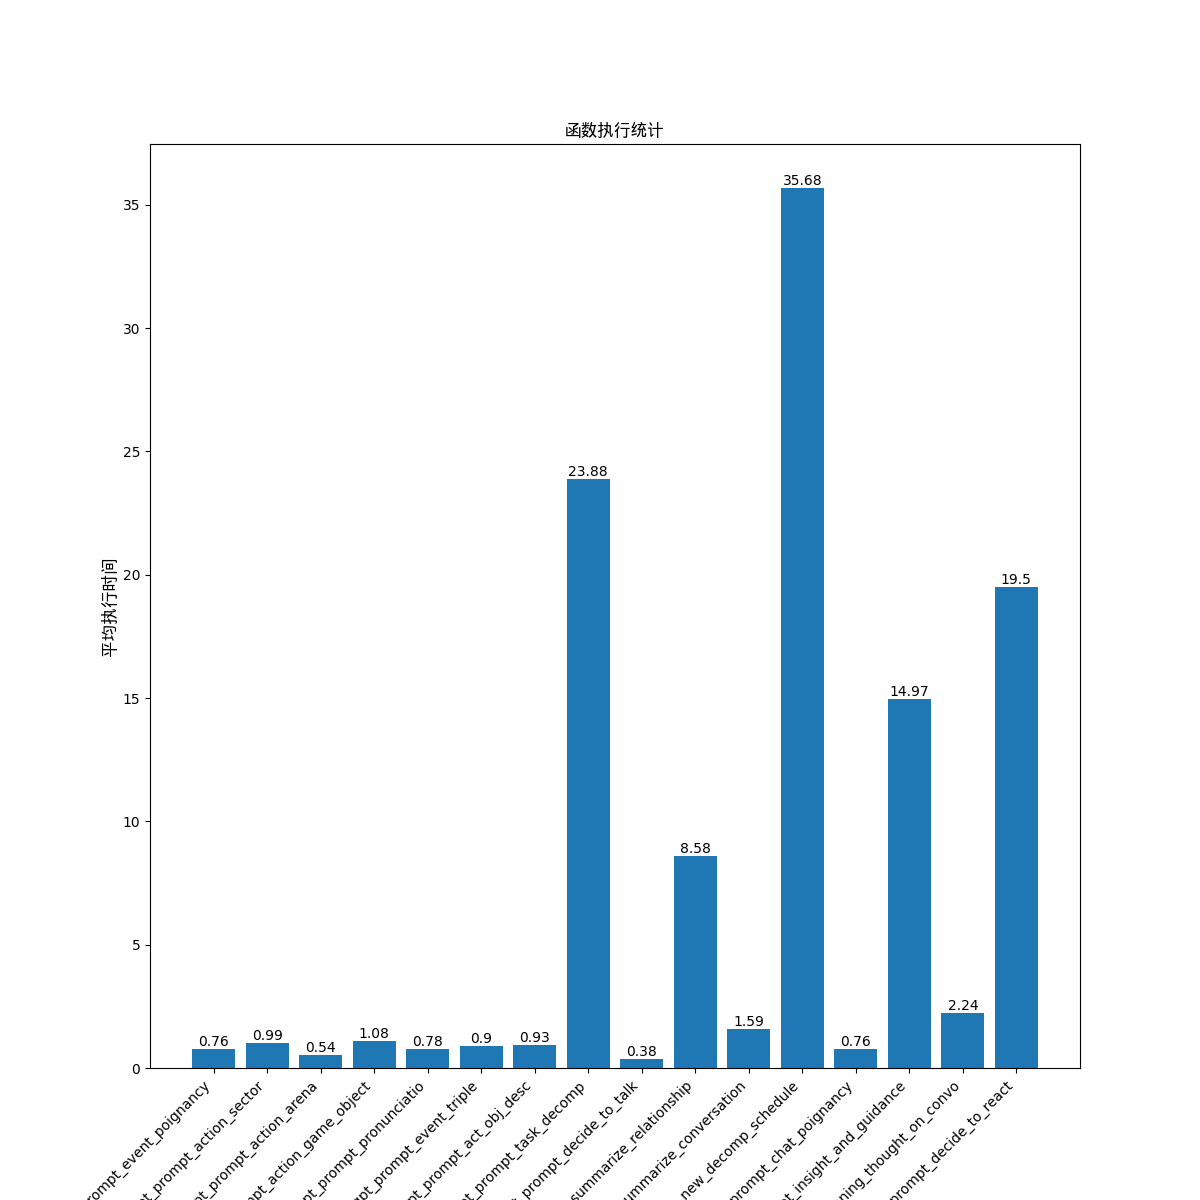 函数执行统计
平均执行时间
35
30
25
20
15
10
5
0
0.76
0.99
0.54
1.08
0.78
0.9
0.93
23.88
0.38
8.58
1.59
35.68
0.76
14.97
2.24
19.5
rompt_event_poignancy
t_prompt_action_sector
t_prompt_action_arena
pt_action_game_object
pt_prompt_pronunciatio
pt_prompt_event_triple
nt_prompt_act_obj_desc
t_prompt_task_decomp
prompt_decide_to_talk
summarize_relationship
ummarize_conversation
new_decomp_schedule
prompt_chat_poignancy
t_insight_and_guidance
ning_thought_on_convo
prompt_decide_to_react